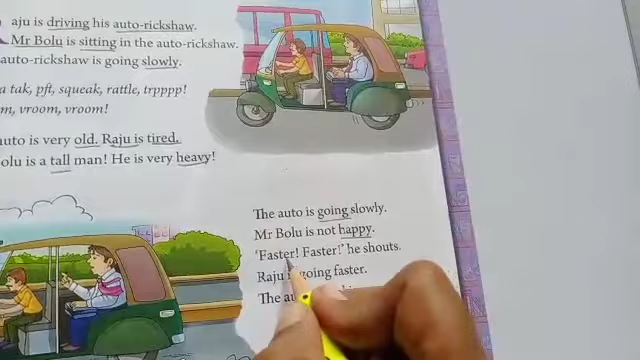 aju is driving his auto-rickshaw.
Mr Bolu is sitting in the auto-rickshaw.
auto-rickshaw is going slowly.
a tak, pft, squeak, rattle, trpppp!
m, vroom, vroom!
uto is very old. Raju is tired.
olu is a tall man! He is very heavy!
The auto is going slowly.
Mr Bolu is not happy.
'Faster! Faster!' he shouts.
Raju is going faster.
The au